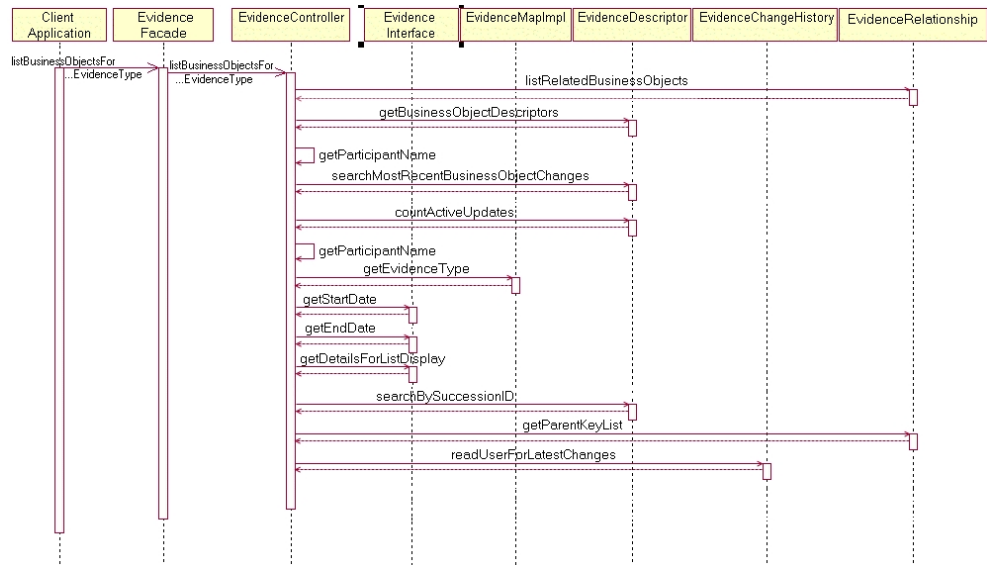 Client
Application
Evidence
Facade
EvidenceController
Evidence
Interface
EvidenceMapImpl
EvidenceDescriptor
EvidenceChangeHistory
EvidenceRelationship
listBusinessObjectsFor
...EvidenceType
listBusinessObjectsFor
...EvidenceType
listRelatedBusinessObjects
getBusinessObjectDescriptors
getParticipantName
searchMostRecentBusinessObjectChanges
countActiveUpdates
getParticipantName
getEvidenceType
getStartDate
getEndDate
getDetailsForListDisplay
searchBySuccessionID
getParentKeyList
readUserForLatestChanges